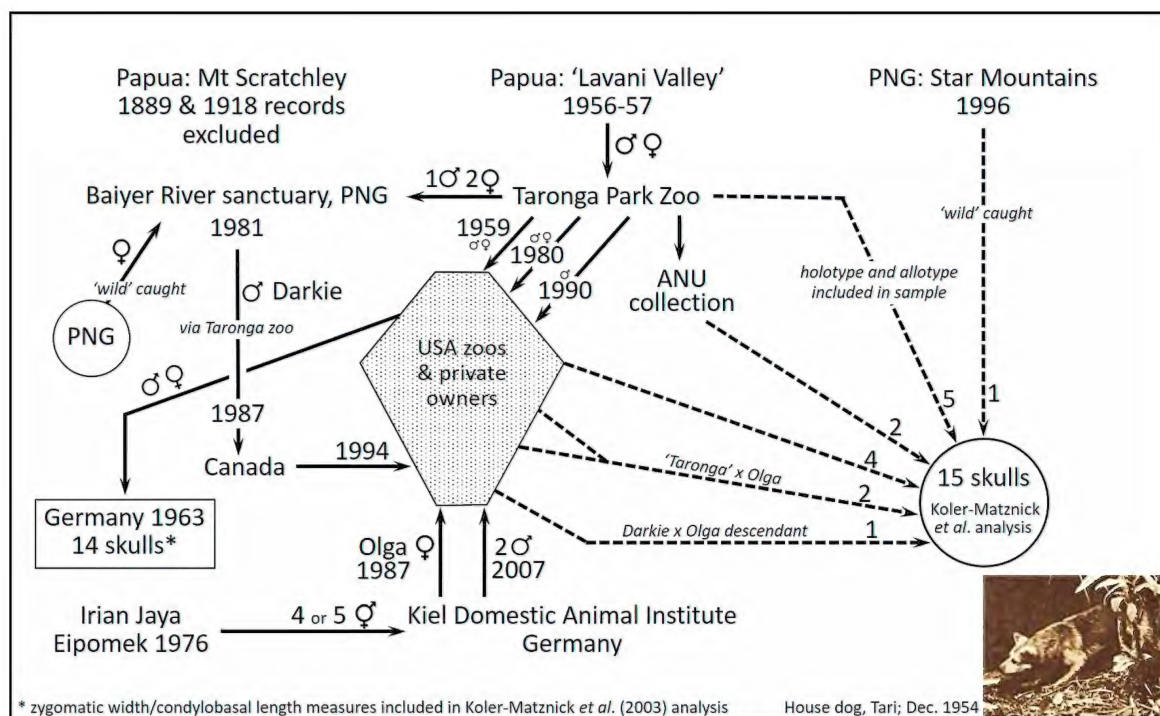 Papua: Mt Scratchley
1889 & 1918 records
excluded
Papua: ‘Lavani Valley’
1956-57
PNG: Star Mountains
1996
♂♀
1♂ 2♀
Baiyer River sanctuary, PNG
1981
Taronga Park Zoo
1959
♂♀
♂♀
1980
♂
1990
ANU
collection
‘wild’ caught
holotype and allotype
included in sample
♀
‘wild’ caught
PNG
♂ Darkie
via Taronga zoo
♂♀
1987
Canada
1994
USA zoos
& private
owners
5
1
2
4
‘Taronga’ x Olga
2
Darkie x Olga descendant
1
15 skulls
Koler-Matznick
et al. analysis
Germany 1963
14 skulls*
Olga ♀
1987
2♂
2007
Irian Jaya
Eipomek 1976
4 or 5 ⚥
Kiel Domestic Animal Institute
Germany
* zygomatic width/condylobasal length measures included in Koler-Matznick et al. (2003) analysis
House dog, Tari; Dec. 1954